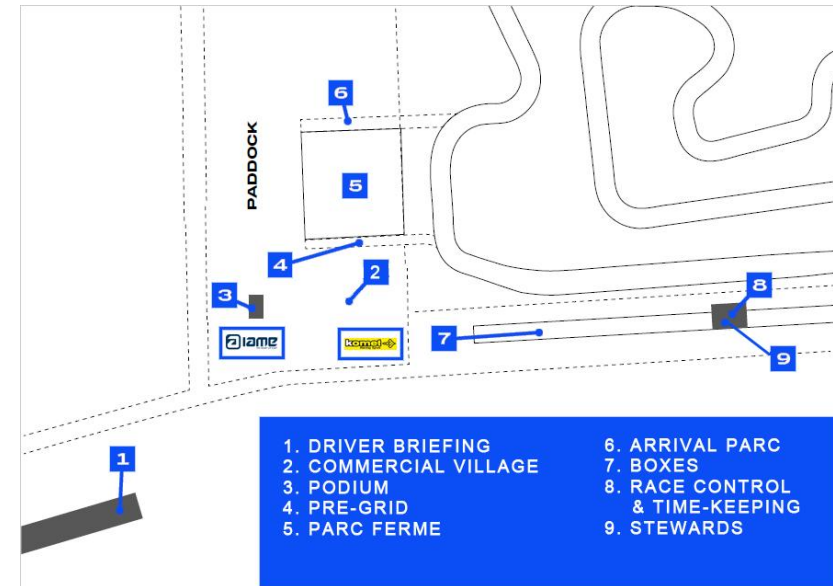 6
PADDOCK
5
4
2
3
8
IAME
komet
7
9
1
1. DRIVER BRIEFING
2. COMMERCIAL VILLAGE
3. PODIUM
4. PRE-GRID
5. PARC FERME
6. ARRIVAL PARC
7. BOXES
8. RACE CONTROL
& TIME-KEEPING
9. STEWARDS